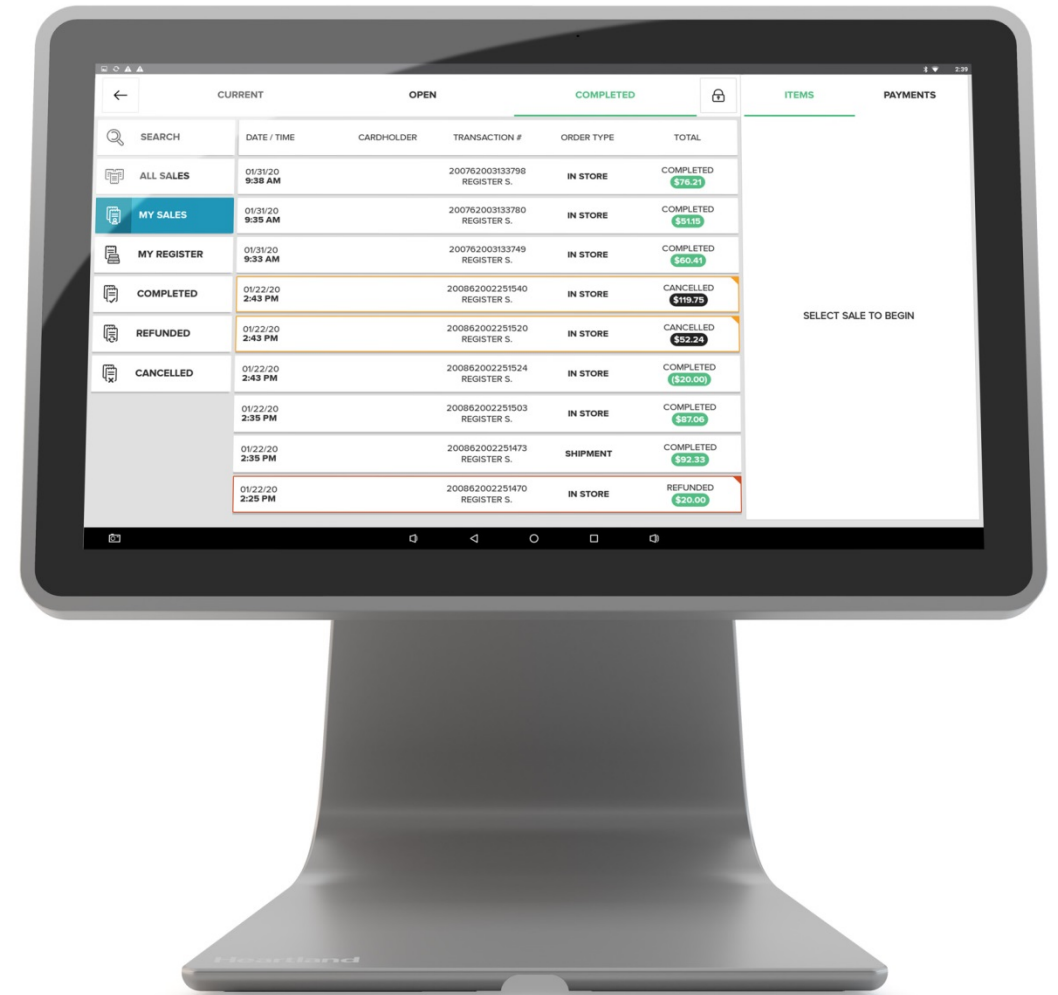 2:39
CURRENT OPEN COMPLETED ITEMS PAYMENTS
SEARCH
ALL SALES
MY SALES
MY REGISTER
COMPLETED
REFUNDED
CANCELLED
DATE / TIME CARDHOLDER TRANSACTION # ORDER TYPE TOTAL
01/31/20 200762003133798 COMPLETED
9:38 AM REGISTER S. IN STORE $76.21
01/31/20 200762003133780 COMPLETED
9:35 AM REGISTER S. IN STORE $51.15
01/31/20 200762003133749 COMPLETED
9:33 AM REGISTER S. IN STORE $60.41
01/22/20 200862002251540 CANCELLED
2:43 PM REGISTER S. IN STORE $119.75
01/22/20 200862002251520 CANCELLED
2:43 PM REGISTER S. IN STORE $52.24
01/22/20 200862002251524 COMPLETED
2:43 PM REGISTER S. IN STORE ($20.00)
01/22/20 200862002251503 COMPLETED
2:35 PM REGISTER S. IN STORE $87.06
01/22/20 200862002251473 COMPLETED
2:35 PM REGISTER S. SHIPMENT $92.33
01/22/20 200862002251470 REFUNDED
2:25 PM REGISTER S. IN STORE $20.00
SELECT SALE TO BEGIN
Heartland